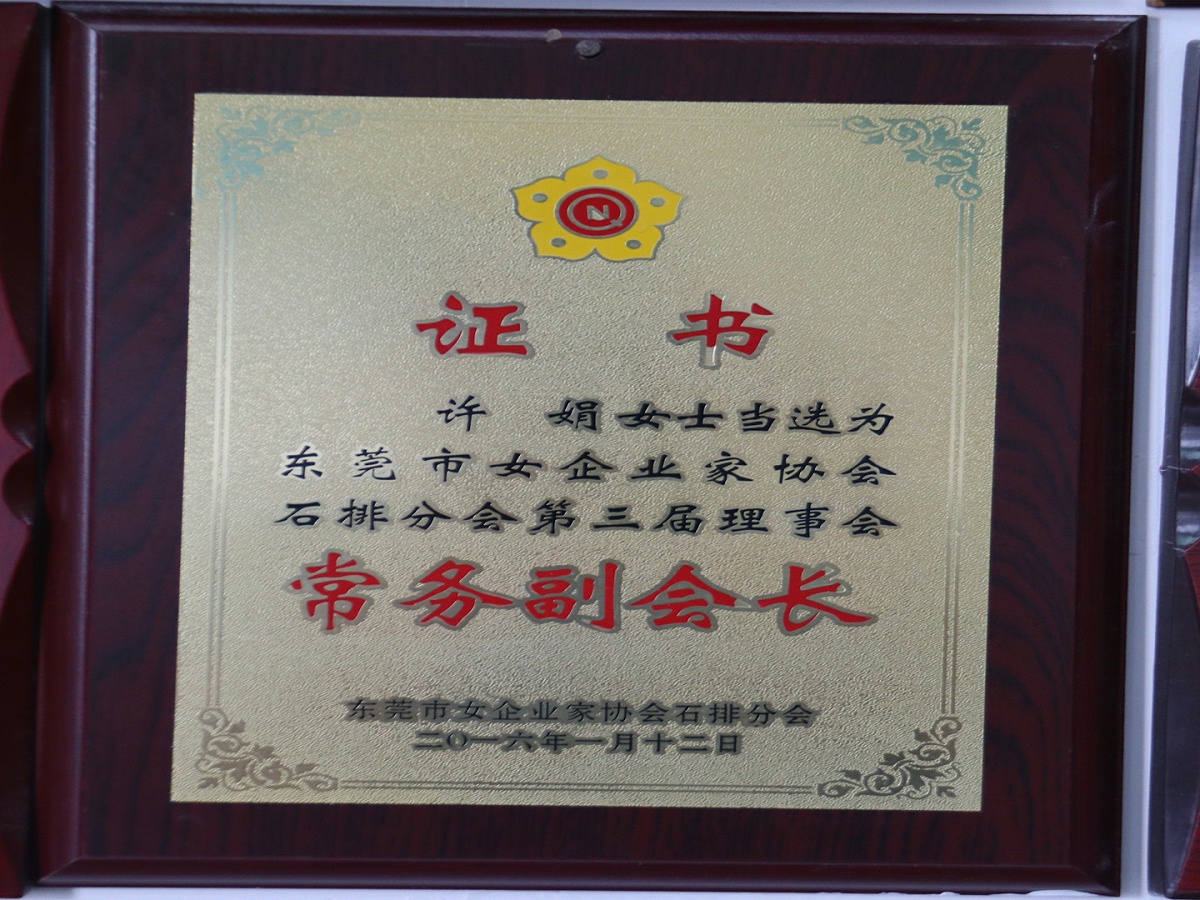 N
证 书
许 娟女士当选为
东莞市女企业家协会
石排分会第三届理事会
常务副会长
东莞市女企业家协会石排分会
二〇一六年一月十二日